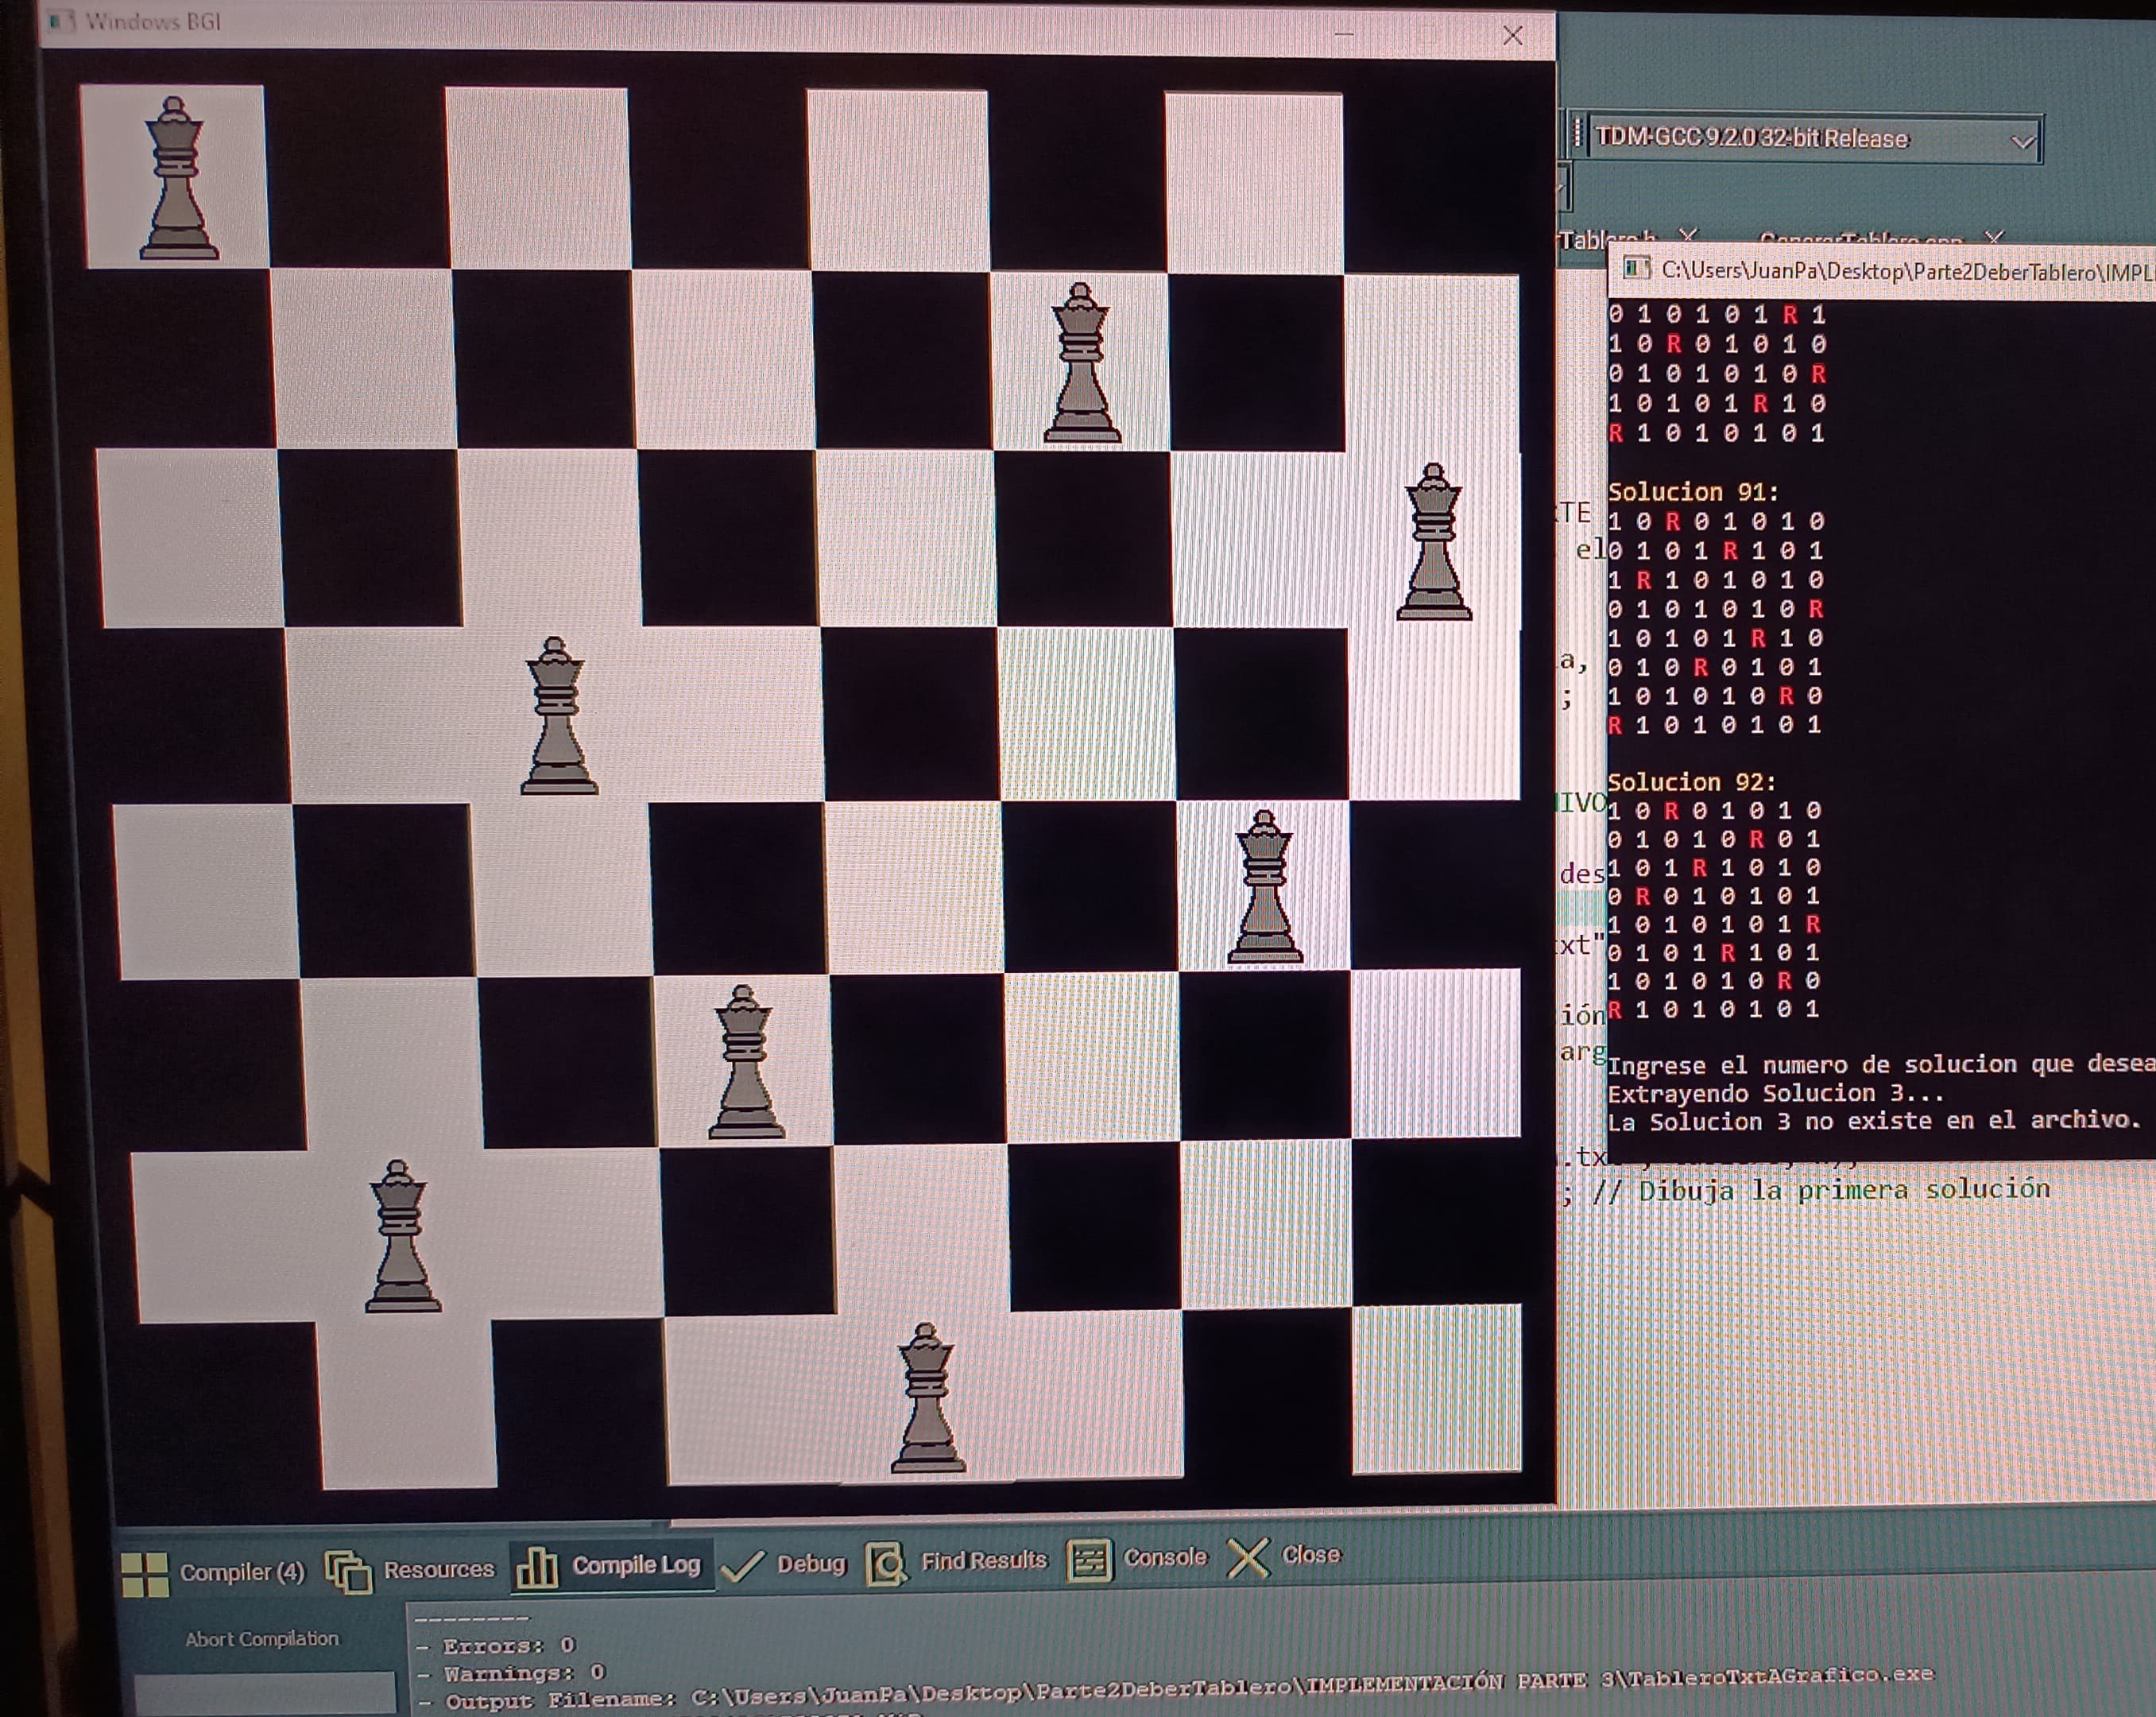 Windows BGI
TDM-GCC 9.2.0 32-bit Release
Tablero.h
GenerarTablero.cpp
C:\Users\JuanPa\Desktop\Parte2DeberTablero\IMPL
0 1 0 1 0 1 R 1
1 0 R 0 1 0 1 0
0 1 0 1 0 1 0 R
1 0 1 0 1 R 1 0
R 1 0 1 0 1 0 1
Solucion 91:
1 0 R 0 1 0 1 0
0 1 0 1 R 1 0 1
1 R 1 0 1 0 1 0
0 1 0 1 0 1 0 R
1 0 1 0 1 R 1 0
0 1 0 R 0 1 0 1
1 0 1 0 1 0 R 0
R 1 0 1 0 1 0 1
Solucion 92:
1 0 R 0 1 0 1 0
0 1 0 1 0 R 0 1
1 0 1 R 1 0 1 0
0 R 0 1 0 1 0 1
1 0 1 0 1 0 1 R
0 1 0 1 R 1 0 1
1 0 1 0 1 0 R 0
R 1 0 1 0 1 0 1
Ingrese el numero de solucion que desea
Extrayendo Solucion 3...
La Solucion 3 no existe en el archivo.
TE
el
a,
;
IVO
des
xt"
ión
arg
.tx
; // Dibuja la primera solución
Compiler (4) Resources Compile Log Debug Find Results Console Close
Abort Compilation
--------
- Errors: 0
- Warnings: 0
- Output Filename: C:\Users\JuanPa\Desktop\Parte2DeberTablero\IMPLEMENTACIÓN PARTE 3\TableroTxtAGrafico.exe